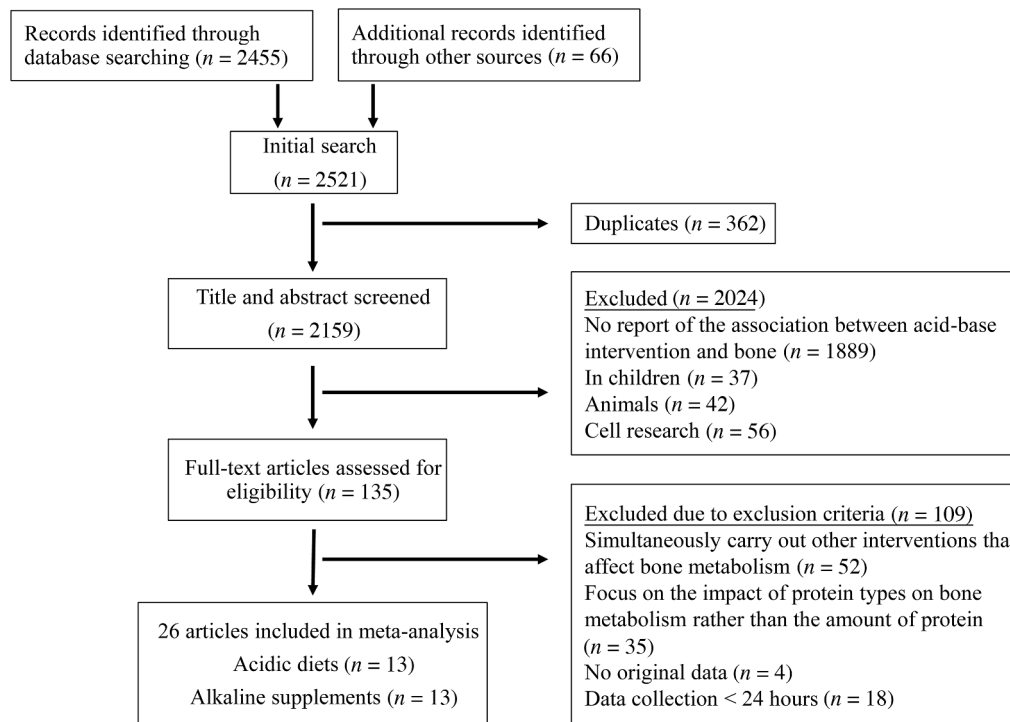 Records identified through
database searching (n = 2455)
Additional records identified
through other sources (n = 66)
Initial search
(n = 2521)
Duplicates (n = 362)
Title and abstract screened
(n = 2159)
Excluded (n = 2024)
No report of the association between acid-base
intervention and bone (n = 1889)
In children (n = 37)
Animals (n = 42)
Cell research (n = 56)
Full-text articles assessed for
eligibility (n = 135)
Excluded due to exclusion criteria (n = 109)
Simultaneously carry out other interventions tha
affect bone metabolism (n = 52)
Focus on the impact of protein types on bone
metabolism rather than the amount of protein
(n = 35)
No original data (n = 4)
Data collection < 24 hours (n = 18)
26 articles included in meta-analysis
Acidic diets (n = 13)
Alkaline supplements (n = 13)